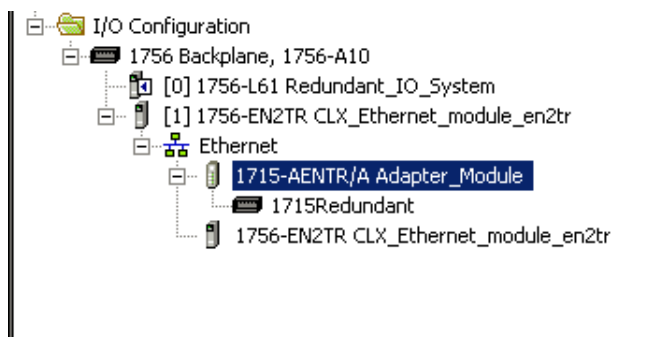 I/O Configuration
1756 Backplane, 1756-A10
[0] 1756-L61 Redundant_IO_System
[1] 1756-EN2TR CLX_Ethernet_module_en2tr
Ethernet
1715-AENTR/A Adapter_Module
1715Redundant
1756-EN2TR CLX_Ethernet_module_en2tr